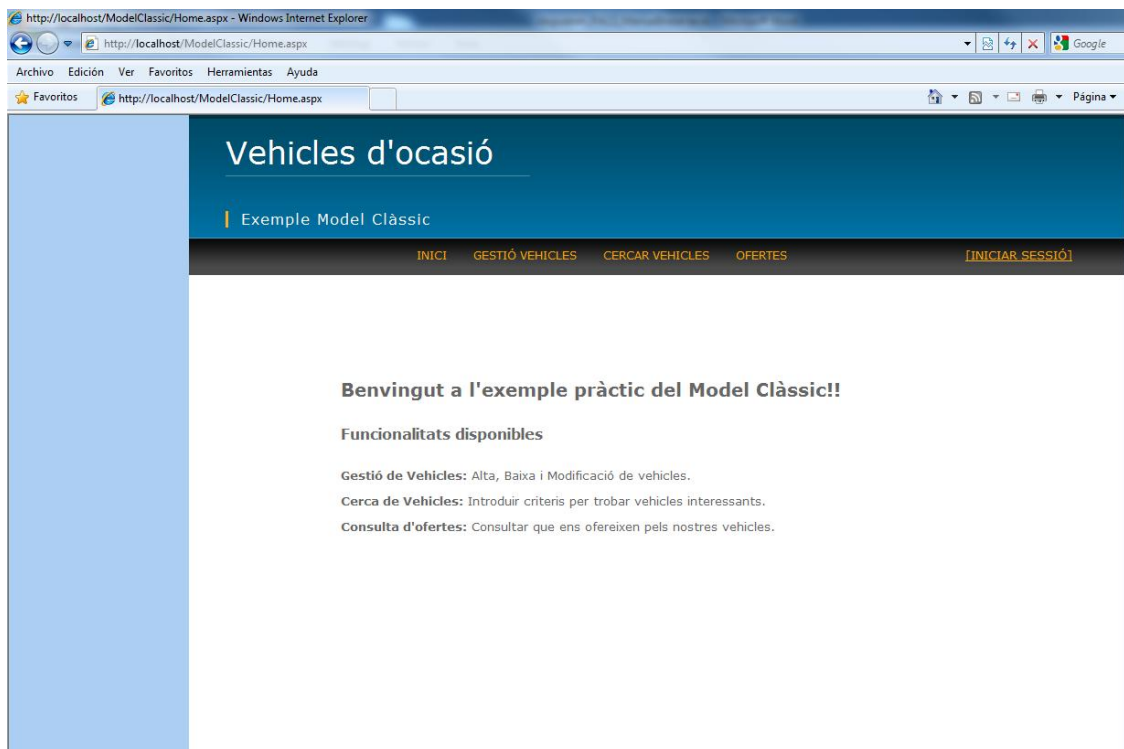 http://localhost/ModelClassic/Home.aspx - Windows Internet Explorer
http://localhost/ModelClassic/Home.aspx
Google
Archivo Edición Ver Favoritos Herramientas Ayuda
Favoritos http://localhost/ModelClassic/Home.aspx Página
Vehicles d'ocasió
Exemple Model Clàssic
INICI GESTIÓ VEHICLES CERCAR VEHICLES OFERTES [INICIAR SESSIÓ]
Benvingut a l'exemple pràctic del Model Clàssic!!
Funcionalitats disponibles
Gestió de Vehicles: Alta, Baixa i Modificació de vehicles.
Cerca de Vehicles: Introduir criteris per trobar vehicles interessants.
Consulta d'ofertes: Consultar que ens ofereixen pels nostres vehicles.